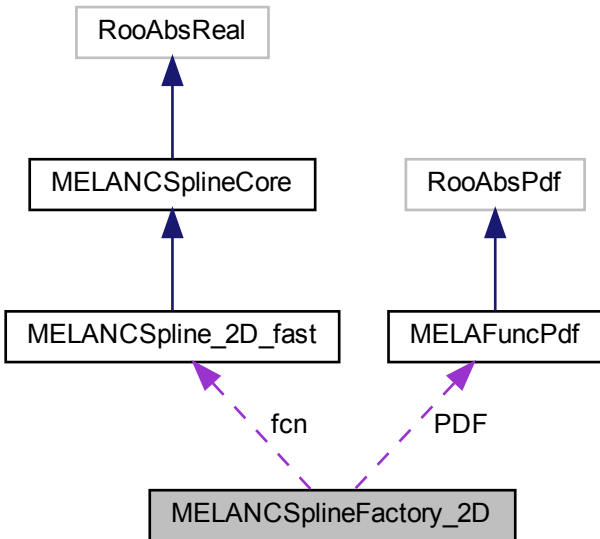 RooAbsReal
MELANCSplineCore
RooAbsPdf
MELANCSpline_2D_fast
MELAFuncPdf
fcn
PDF
MELANCSplineFactory_2D